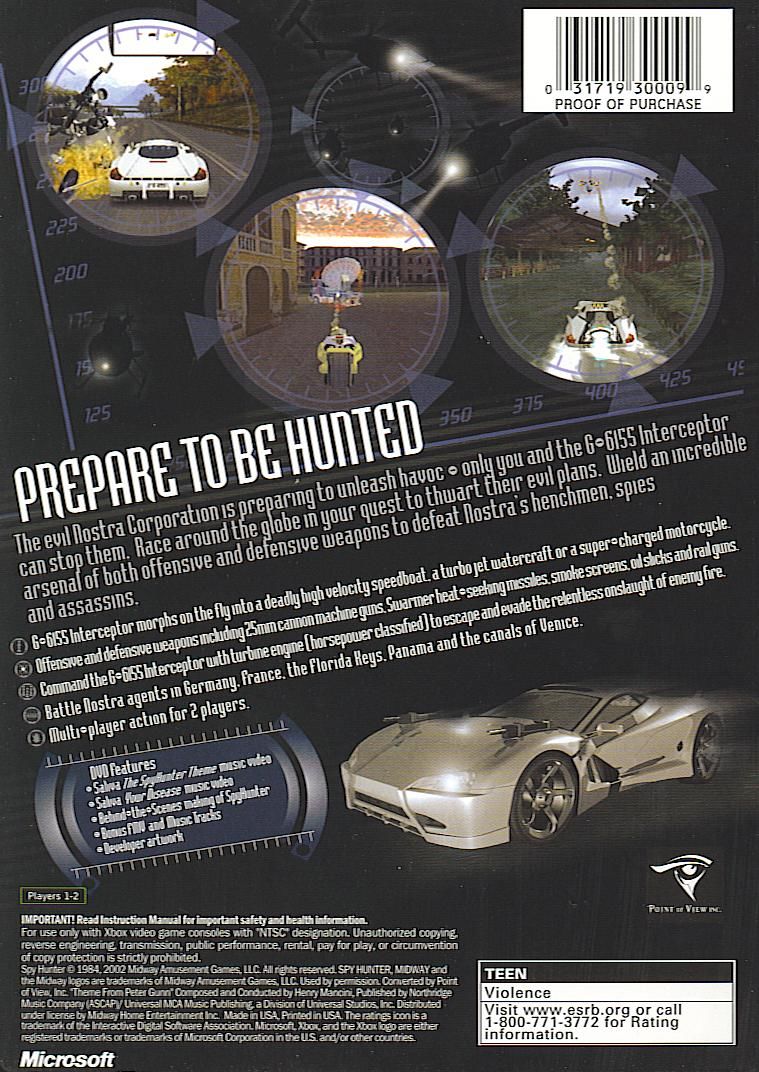 0 31719 30009 9
PROOF OF PURCHASE
300
225
200
175
125
350
375
400
425
PREPARE TO BE HUNTED
The evil Nostra Corporation is preparing to unleash havoc • only you and the G•6155 Interceptor
can stop them. Race around the globe in your quest to thwart their evil plans. Wield an incredible
arsenal of both offensive and defensive weapons to defeat Nostra's henchmen, spies
and assassins.
G•6155 Interceptor morphs on the fly into a deadly high velocity speedboat, a turbo jet watercraft or a super•charged motorcycle.
Offensive and defensive weapons including 25mm cannon machine guns, Swarmer heat•seeking missiles, smoke screens, oil slicks and rail guns.
Command the G•6155 Interceptor with turbine engine (horsepower classified) to escape and evade the relentless onslaught of enemy fire.
Battle Nostra agents in Germany, France, the Florida Keys, Panama and the canals of Venice.
Multi•player action for 2 players.
DVD Features
• Saliva The SpyHunter Theme music video
• Saliva Your Disease music video
• Behind•the•Scenes making of SpyHunter
• Bonus FMV and Music Tracks
• Developer artwork
POINT OF VIEW INC.
Players 1-2
IMPORTANT! Read Instruction Manual for important safety and health information.
For use only with Xbox video game consoles with "NTSC" designation. Unauthorized copying,
reverse engineering, transmission, public performance, rental, pay for play, or circumvention
of copy protection is strictly prohibited.
Spy Hunter © 1984, 2002 Midway Amusement Games, LLC. All rights reserved. SPY HUNTER, MIDWAY and
the Midway logos are trademarks of Midway Amusement Games, LLC. Used by permission. Converted by Point
of View, Inc. "Theme From Peter Gunn" Composed and Conducted by Henry Mancini, Published by Northridge
Music Company (ASCAP)/ Universal MCA Music Publishing, a Division of Universal Studios, Inc. Distributed
under license by Midway Home Entertainment Inc. Made in USA, Printed in USA. The ratings icon is a
trademark of the Interactive Digital Software Association. Microsoft, Xbox, and the Xbox logo are either
registered trademarks or trademarks of Microsoft Corporation in the U.S. and/or other countries.
TEEN
Violence
Visit www.esrb.org or call
1-800-771-3772 for Rating
information.
Microsoft